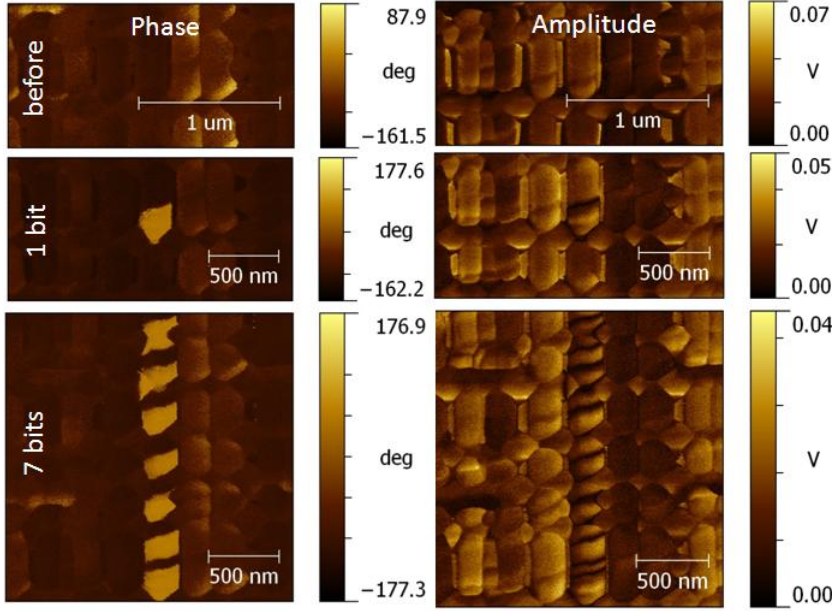 Phase
Amplitude
before
87.9
deg
−161.5
1 um
0.07
V
0.00
1 um
1 bit
177.6
deg
−162.2
500 nm
0.05
V
0.00
500 nm
7 bits
176.9
deg
−177.3
500 nm
0.04
V
0.00
500 nm